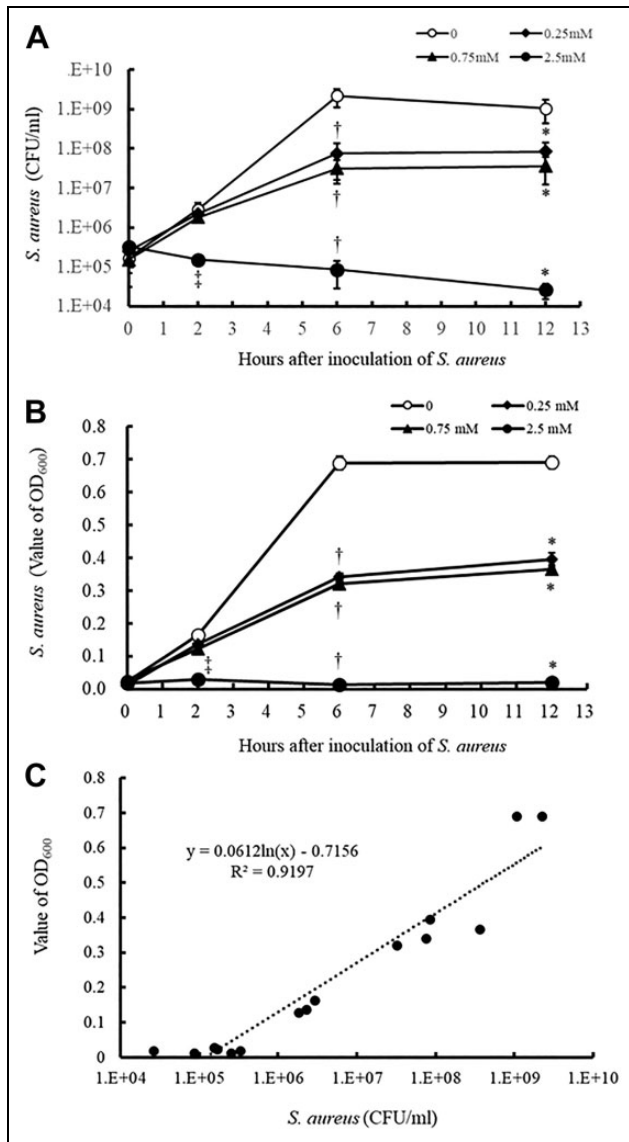 A
0 0.25mM
0.75mM 2.5mM
1.E+10
1.E+09
1.E+08
1.E+07
1.E+06
1.E+05
1.E+04
S. aureus (CFU/ml)
† *
† *
† *
‡
0 1 2 3 4 5 6 7 8 9 10 11 12 13
Hours after inoculation of S. aureus
B
0 0.25 mM
0.75 mM 2.5 mM
0.8
0.7
0.6
0.5
0.4
0.3
0.2
0.1
0.0
S. aureus (Value of OD600)
† *
† *
‡ † *
0 1 2 3 4 5 6 7 8 9 10 11 12 13
Hours after inoculation of S. aureus
C
0.8
0.7
0.6
0.5
0.4
0.3
0.2
0.1
0
Value of OD600
y = 0.0612ln(x) - 0.7156
R² = 0.9197
1.E+04 1.E+05 1.E+06 1.E+07 1.E+08 1.E+09 1.E+10
S. aureus (CFU/ml)